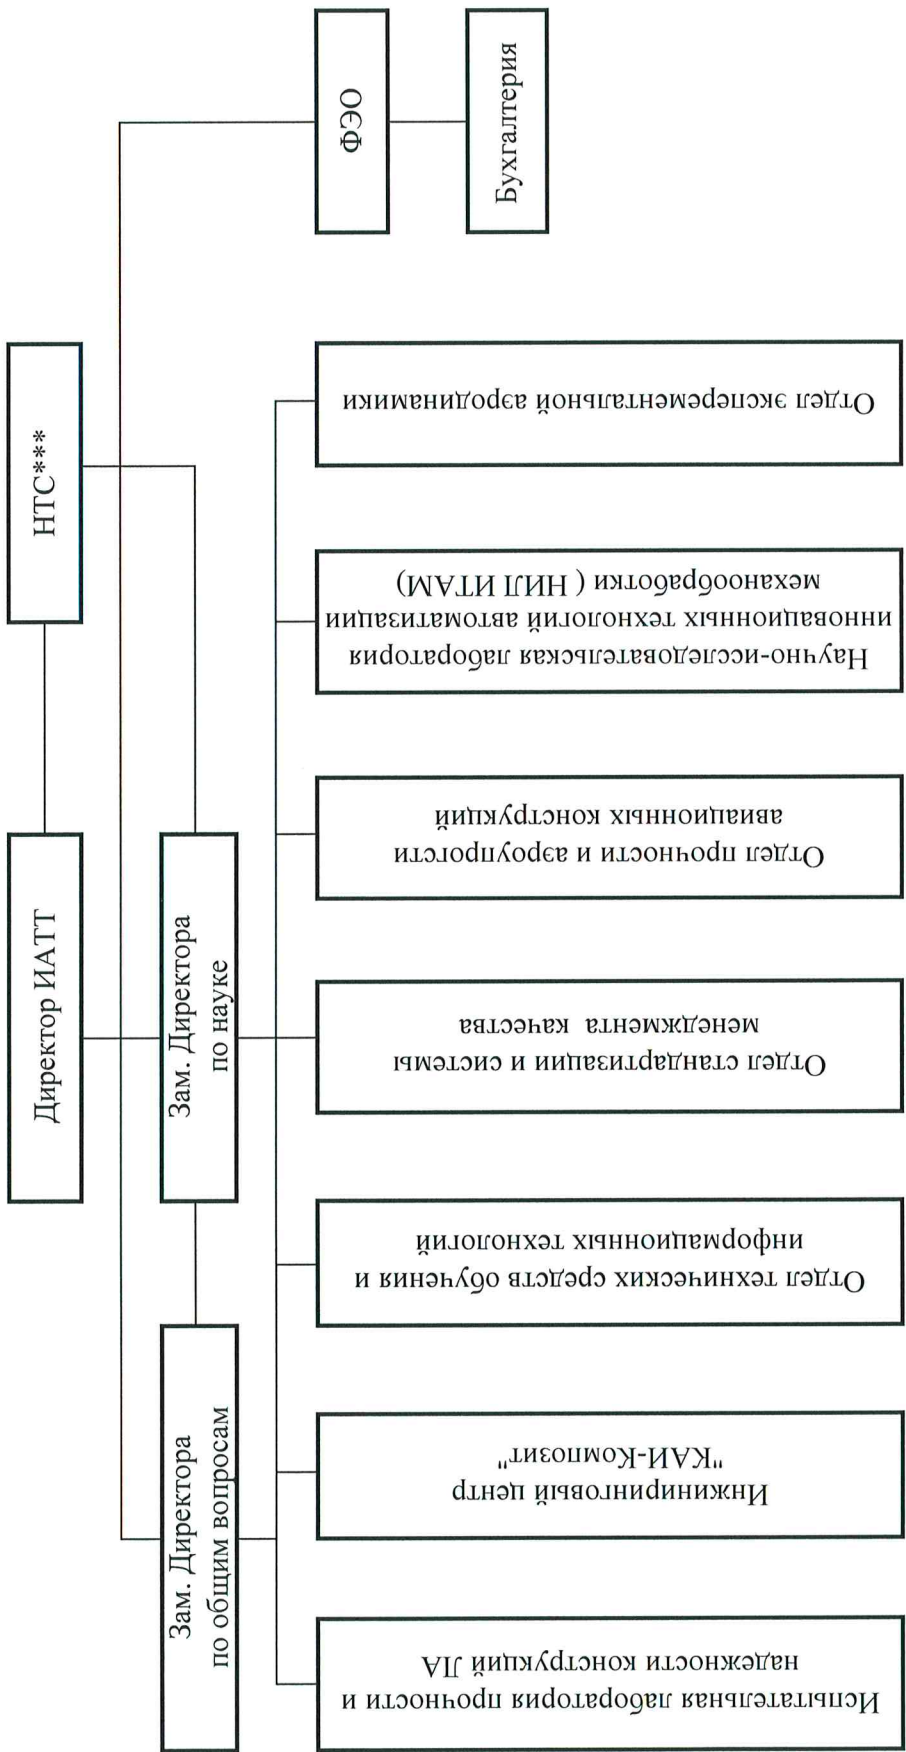 Директор ИАТТ
НТС***
Зам. Директора
по общим вопросам
Зам. Директора
по науке
ФЭО
Бухгалтерия
Испытательная лаборатория прочности и
надежности конструкций ЛА
Инжиниринговый центр
"КАИ-Композит"
Отдел технических средств обучения и
информационных технологий
Отдел стандартизации и системы
менеджмента качества
Отдел прочности и аэроупрогсти
авиационных конструкций
Научно-исследовательская лаборатория
инновационных технологий автоматизации
механообработки ( НИЛ ИТАМ)
Отдел эксперементальной аэродинамики